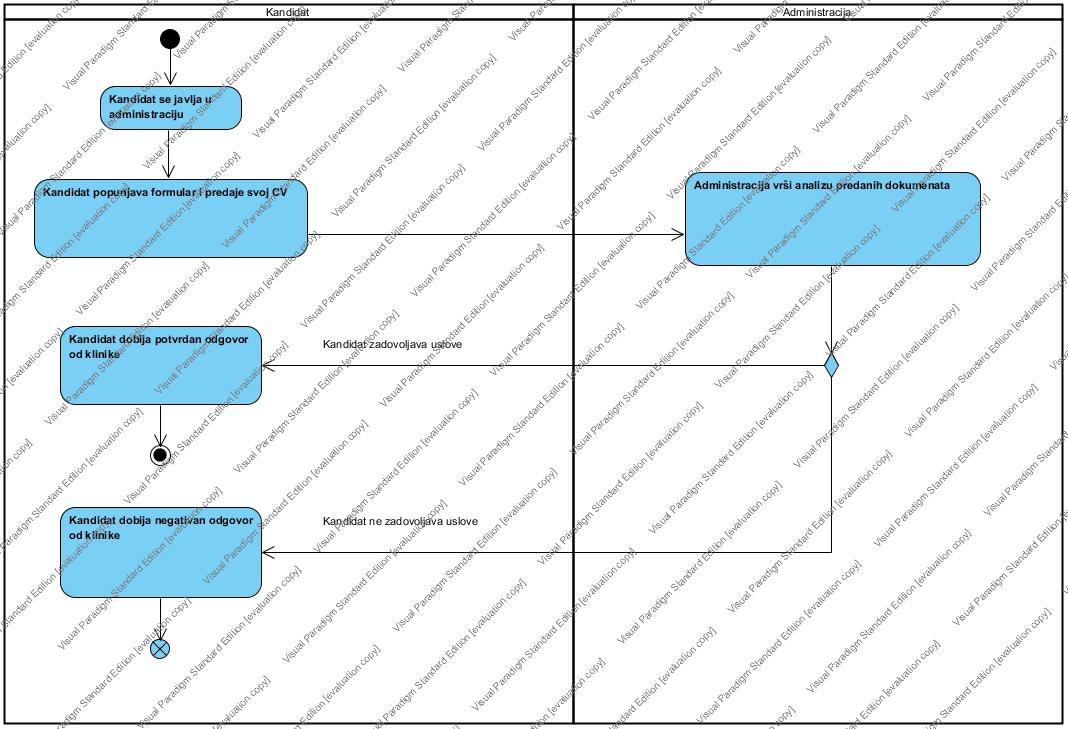 Kandidat
Administracija
Kandidat se javlja u
administraciju
Kandidat popunjava formular i predaje svoj CV
Administracija vrši analizu predanih dokumenata
Kandidat dobija potvrdan odgovor
od klinike
Kandidat zadovoljava uslove
Kandidat dobija negativan odgovor
od klinike
Kandidat ne zadovoljava uslove
Visual Paradigm Standard Edition [evaluation copy]